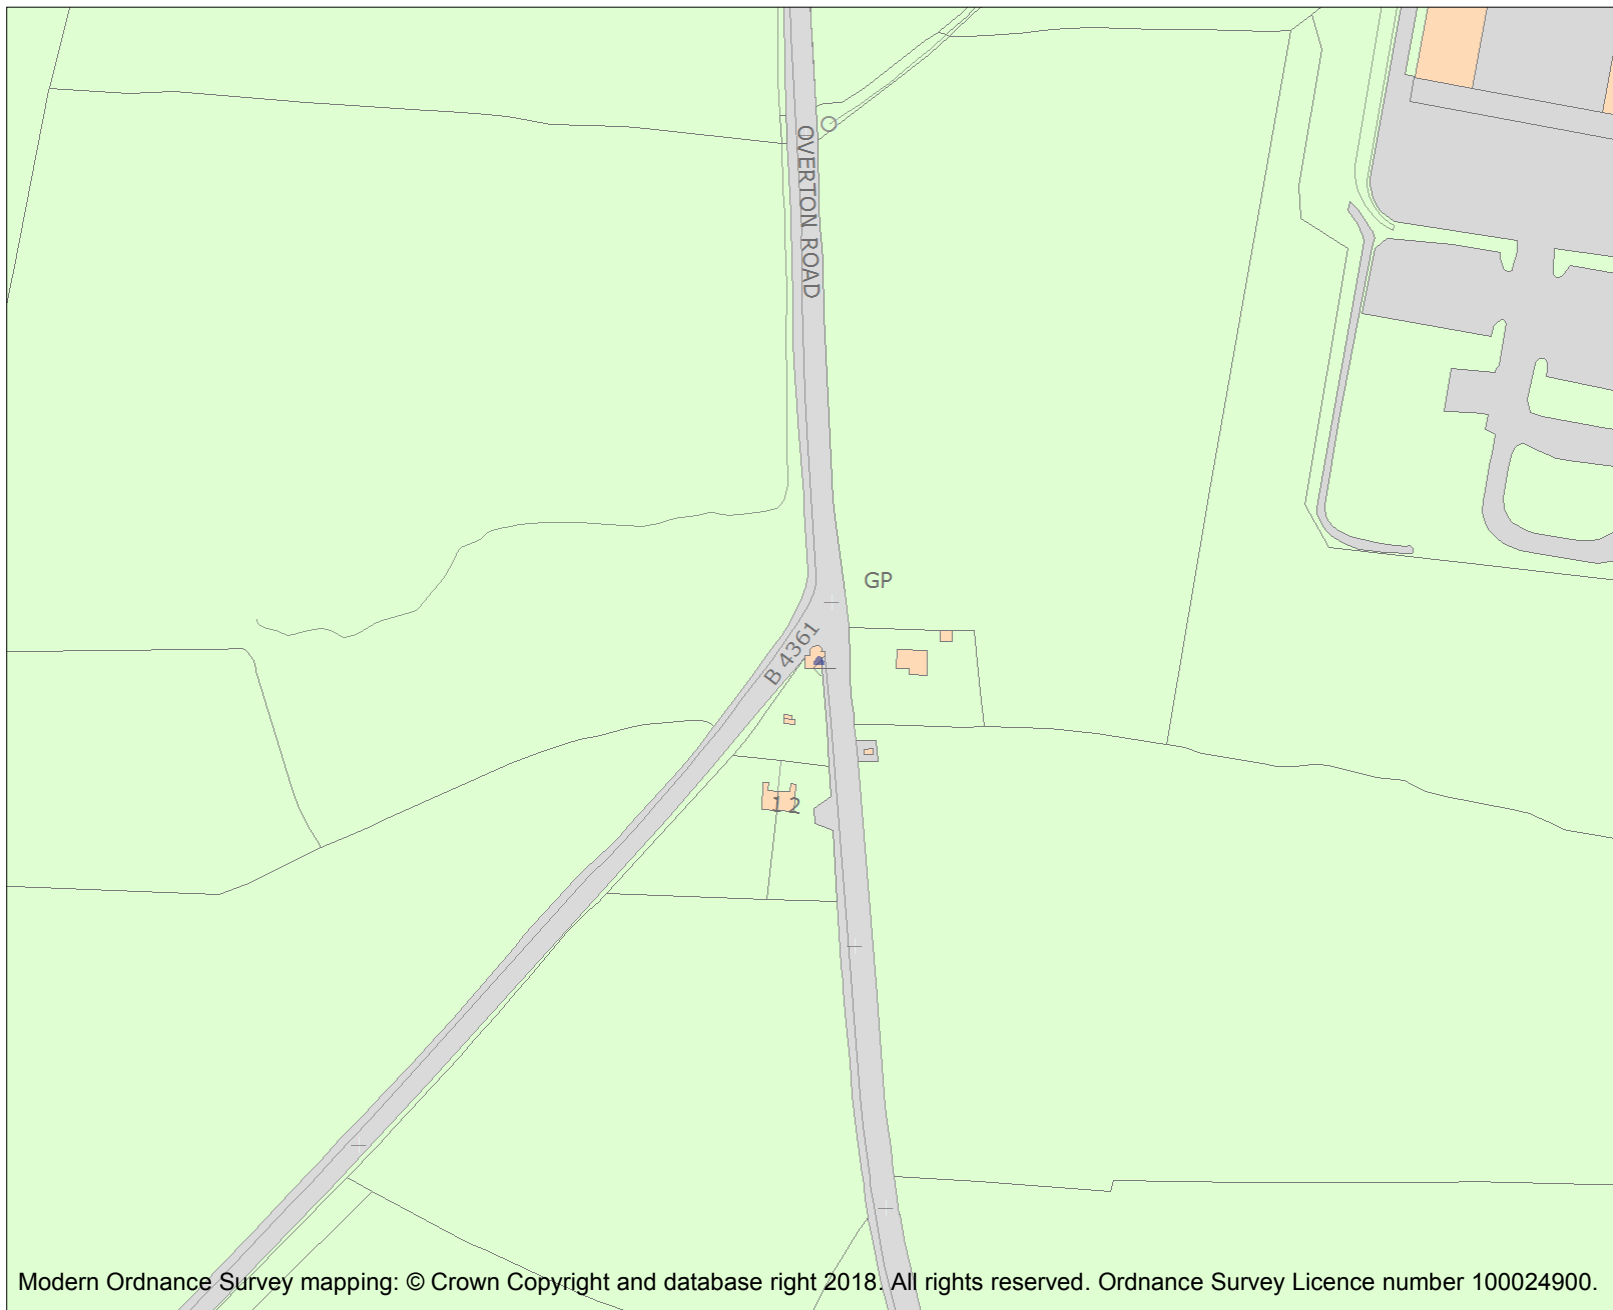 OVERTON ROAD
GP
B 4361
1 2
Modern Ordnance Survey mapping: © Crown Copyright and database right 2018. All rights reserved. Ordnance Survey Licence number 100024900.